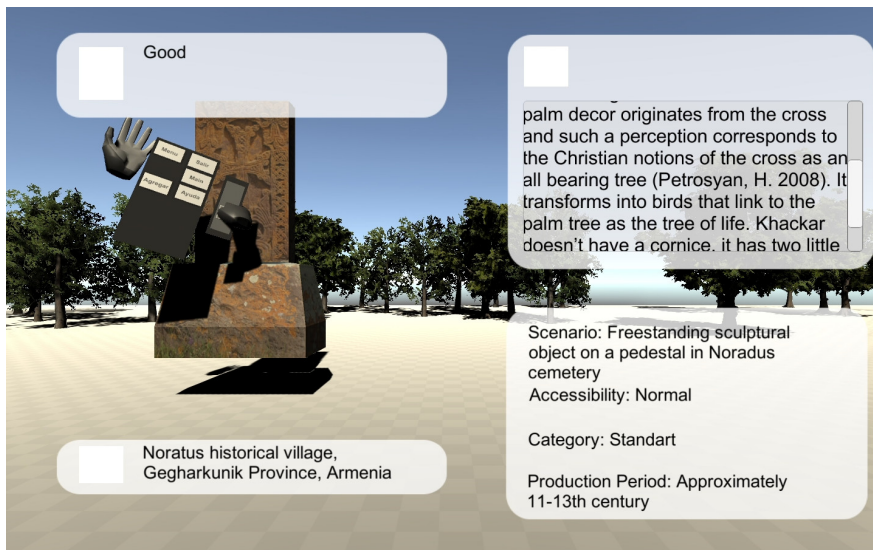 Good
Menu
Salir
Agregar
Main
Ayuda
palm decor originates from the cross
and such a perception corresponds to
the Christian notions of the cross as an
all bearing tree (Petrosyan, H. 2008). It
transforms into birds that link to the
palm tree as the tree of life. Khackar
doesn't have a cornice, it has two little
Scenario: Freestanding sculptural
object on a pedestal in Noradus
cemetery
Accessibility: Normal
Category: Standart
Production Period: Approximately
11-13th century
Noratus historical village,
Gegharkunik Province, Armenia